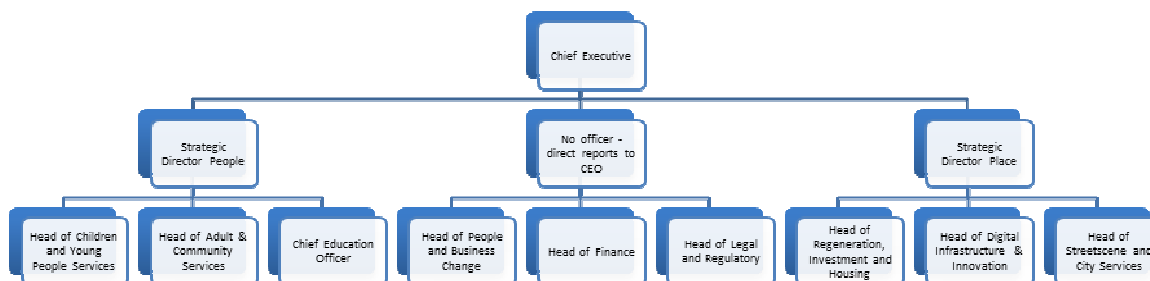 Chief Executive
Strategic
Director People
No officer -
direct reports to
CEO
Strategic
Director Place
Head of Children
and Young
People Services
Head of Adult &
Community
Services
Chief Education
Officer
Head of People
and Business
Change
Head of Finance
Head of Legal
and Regulatory
Head of
Regeneration,
Investment and
Housing
Head of Digital
Infrastructure &
Innovation
Head of
Streetscene and
City Services